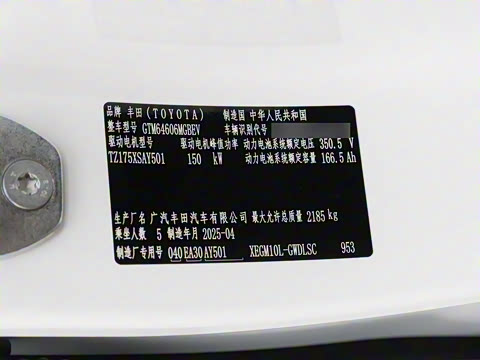 品牌 丰田(TOYOTA) 制造国 中华人民共和国
整车型号 GTM64606MGBEV 车辆识别代号
驱动电机型号 驱动电机峰值功率 动力电池系统额定电压 350.5 V
TZ175XSAY501 150 kW 动力电池系统额定容量 166.5 Ah
生产厂名 广汽丰田汽车有限公司 最大允许总质量 2185 kg
乘坐人数 5 制造年月 2025-04
制造厂专用号 040 EA30 AY501 XEGM10L-GWDLSC 953